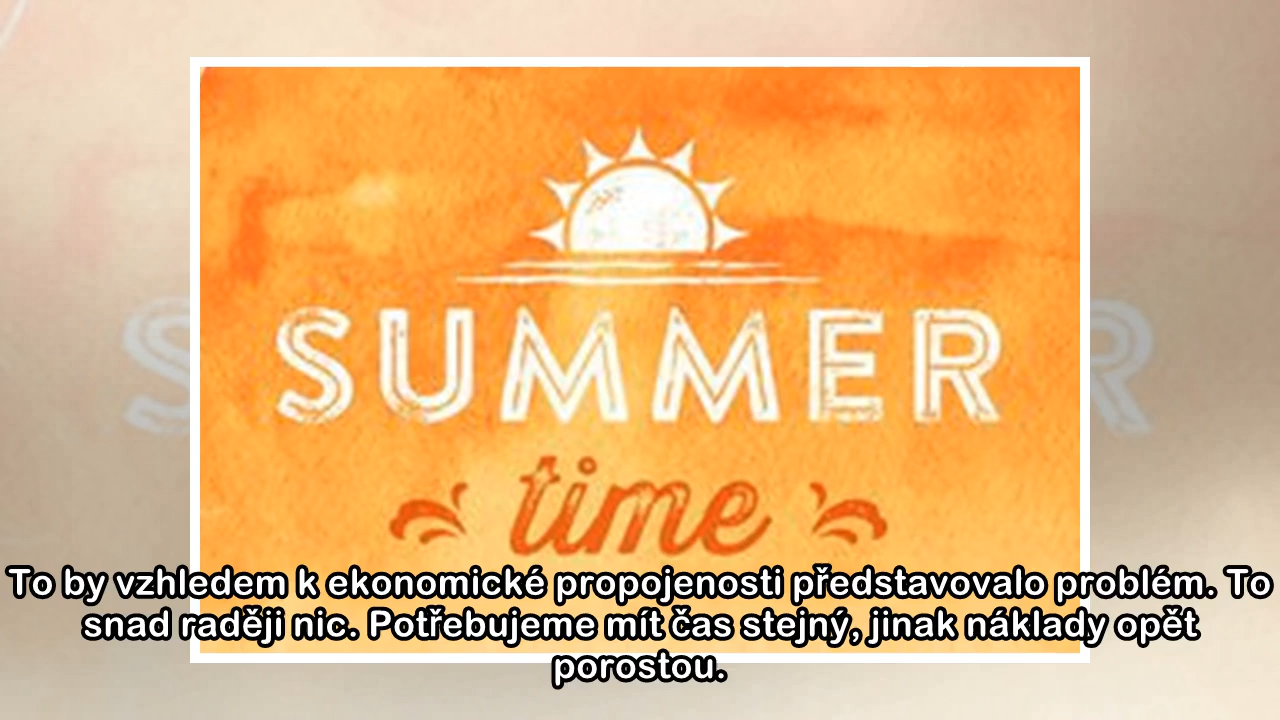 SUMMER
time
To by vzhledem k ekonomické propojenosti představovalo problém. To
snad raději nic. Potřebujeme mít čas stejný, jinak náklady opět
porostou.